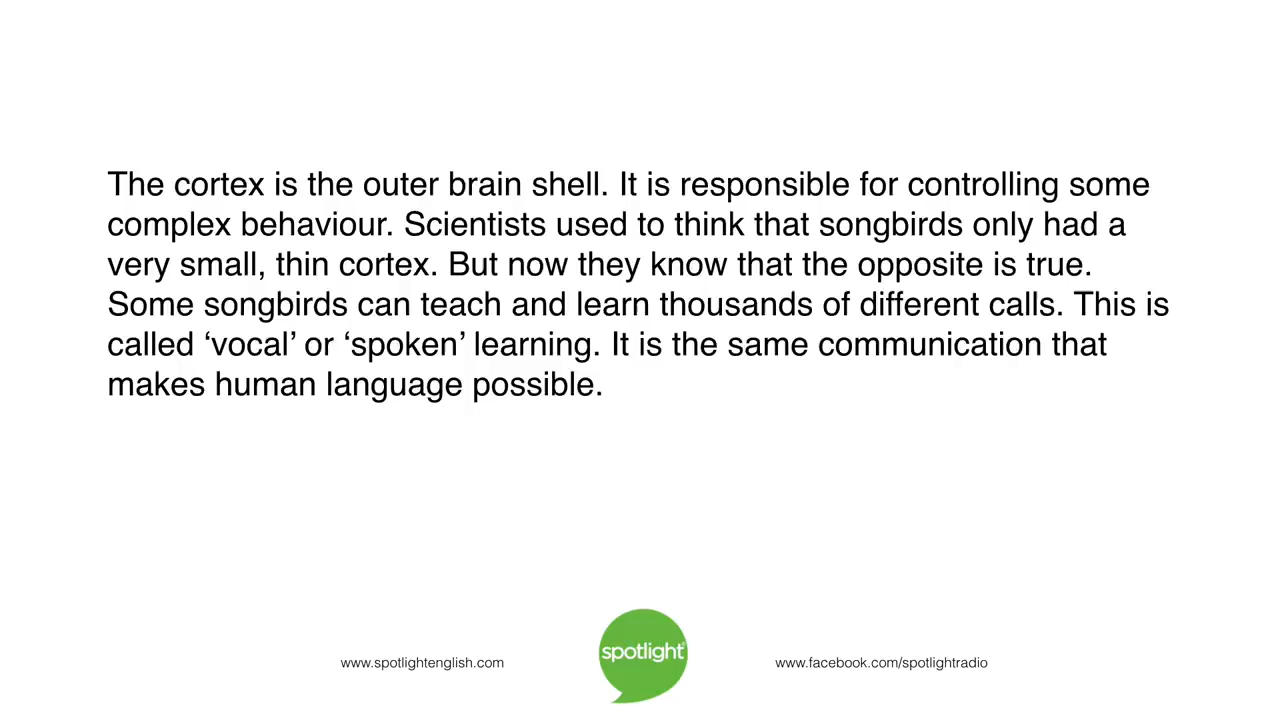 The cortex is the outer brain shell. It is responsible for controlling some
complex behaviour. Scientists used to think that songbirds only had a
very small, thin cortex. But now they know that the opposite is true.
Some songbirds can teach and learn thousands of different calls. This is
called ‘vocal’ or ‘spoken’ learning. It is the same communication that
makes human language possible.
www.spotlightenglish.com
spotlight
www.facebook.com/spotlightradio